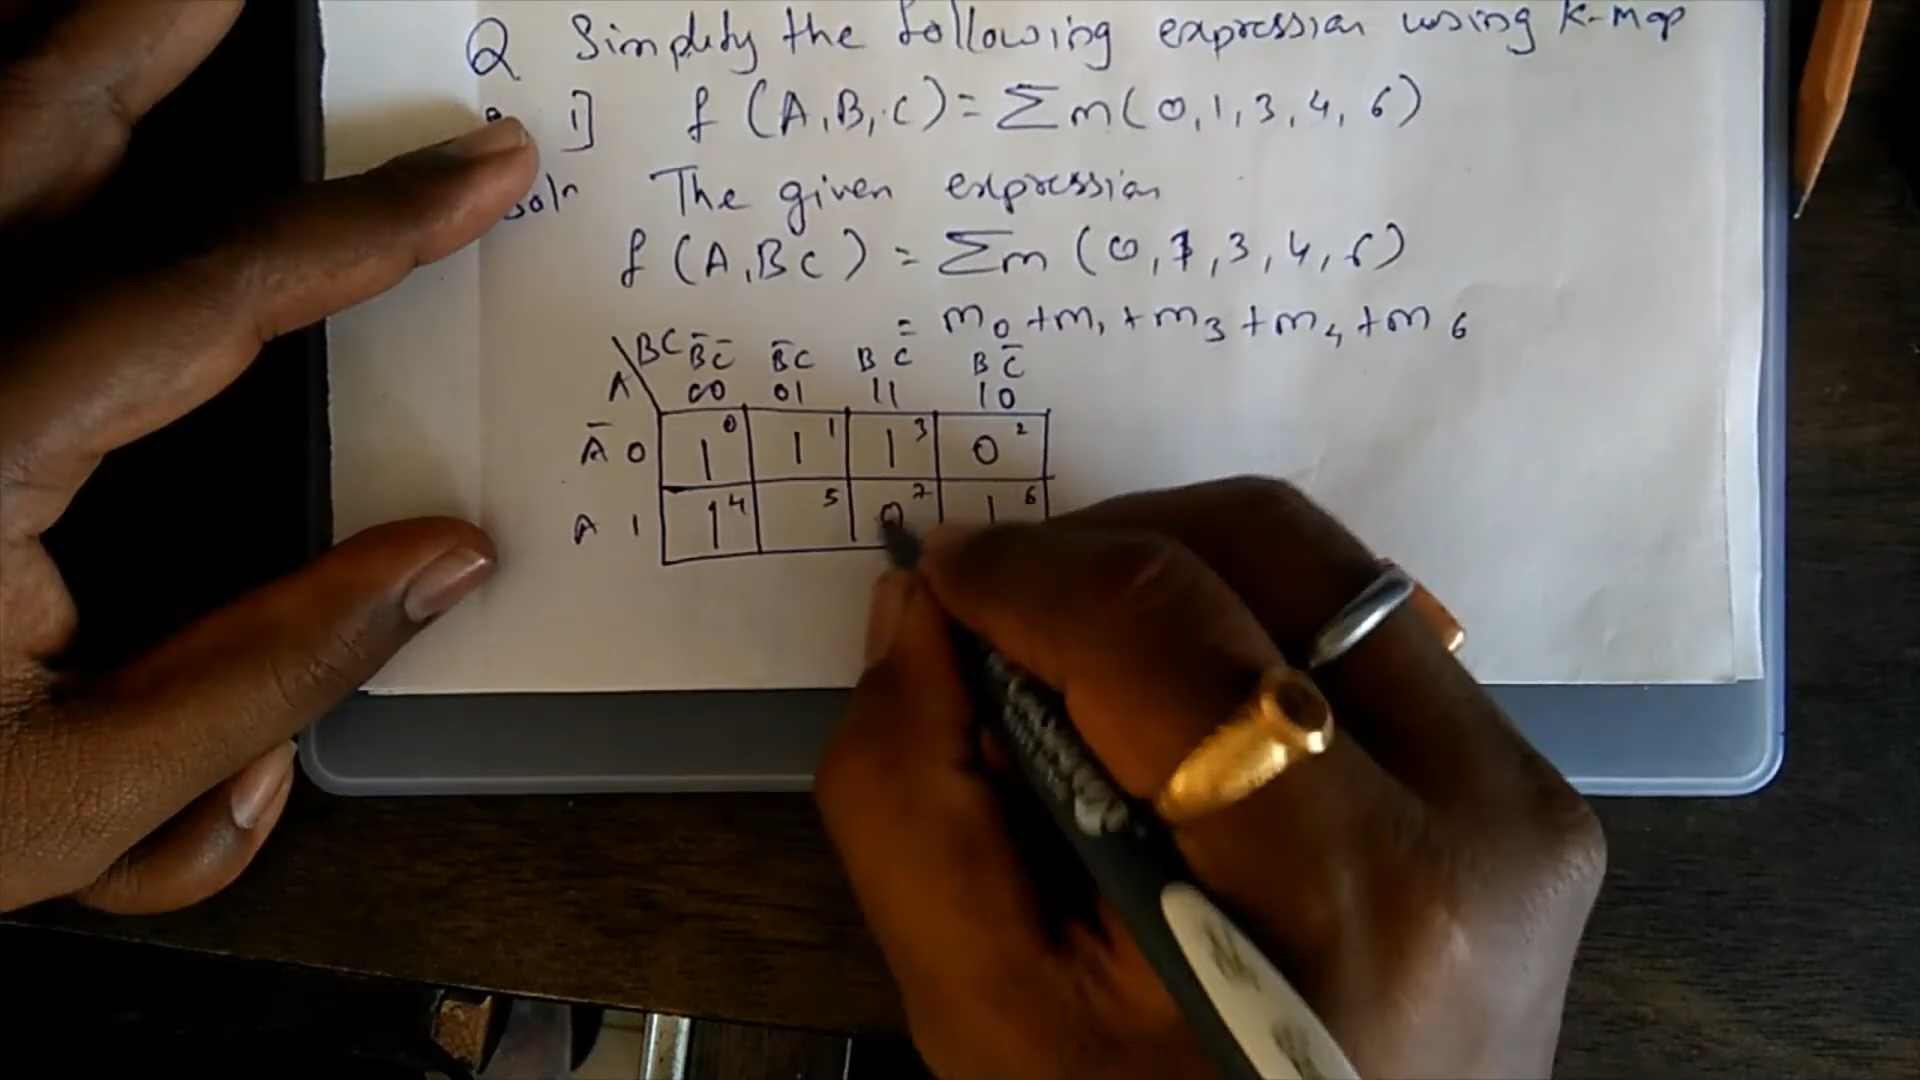 Q Simplify the following expression using K-map
1] f (A,B,C) = Σm(0,1,3,4,6)
Soln The given expression
f (A,BC) = Σm (0,1,3,4,6)
= m0 + m1 + m3 + m4 + m6
BC B̅C̅ B̅C BC̅ BC̅
A 00 01 11 10
A̅ 0 1 0 1 1 1 3 0 2
A 1 1 4 5 0 7 1 6